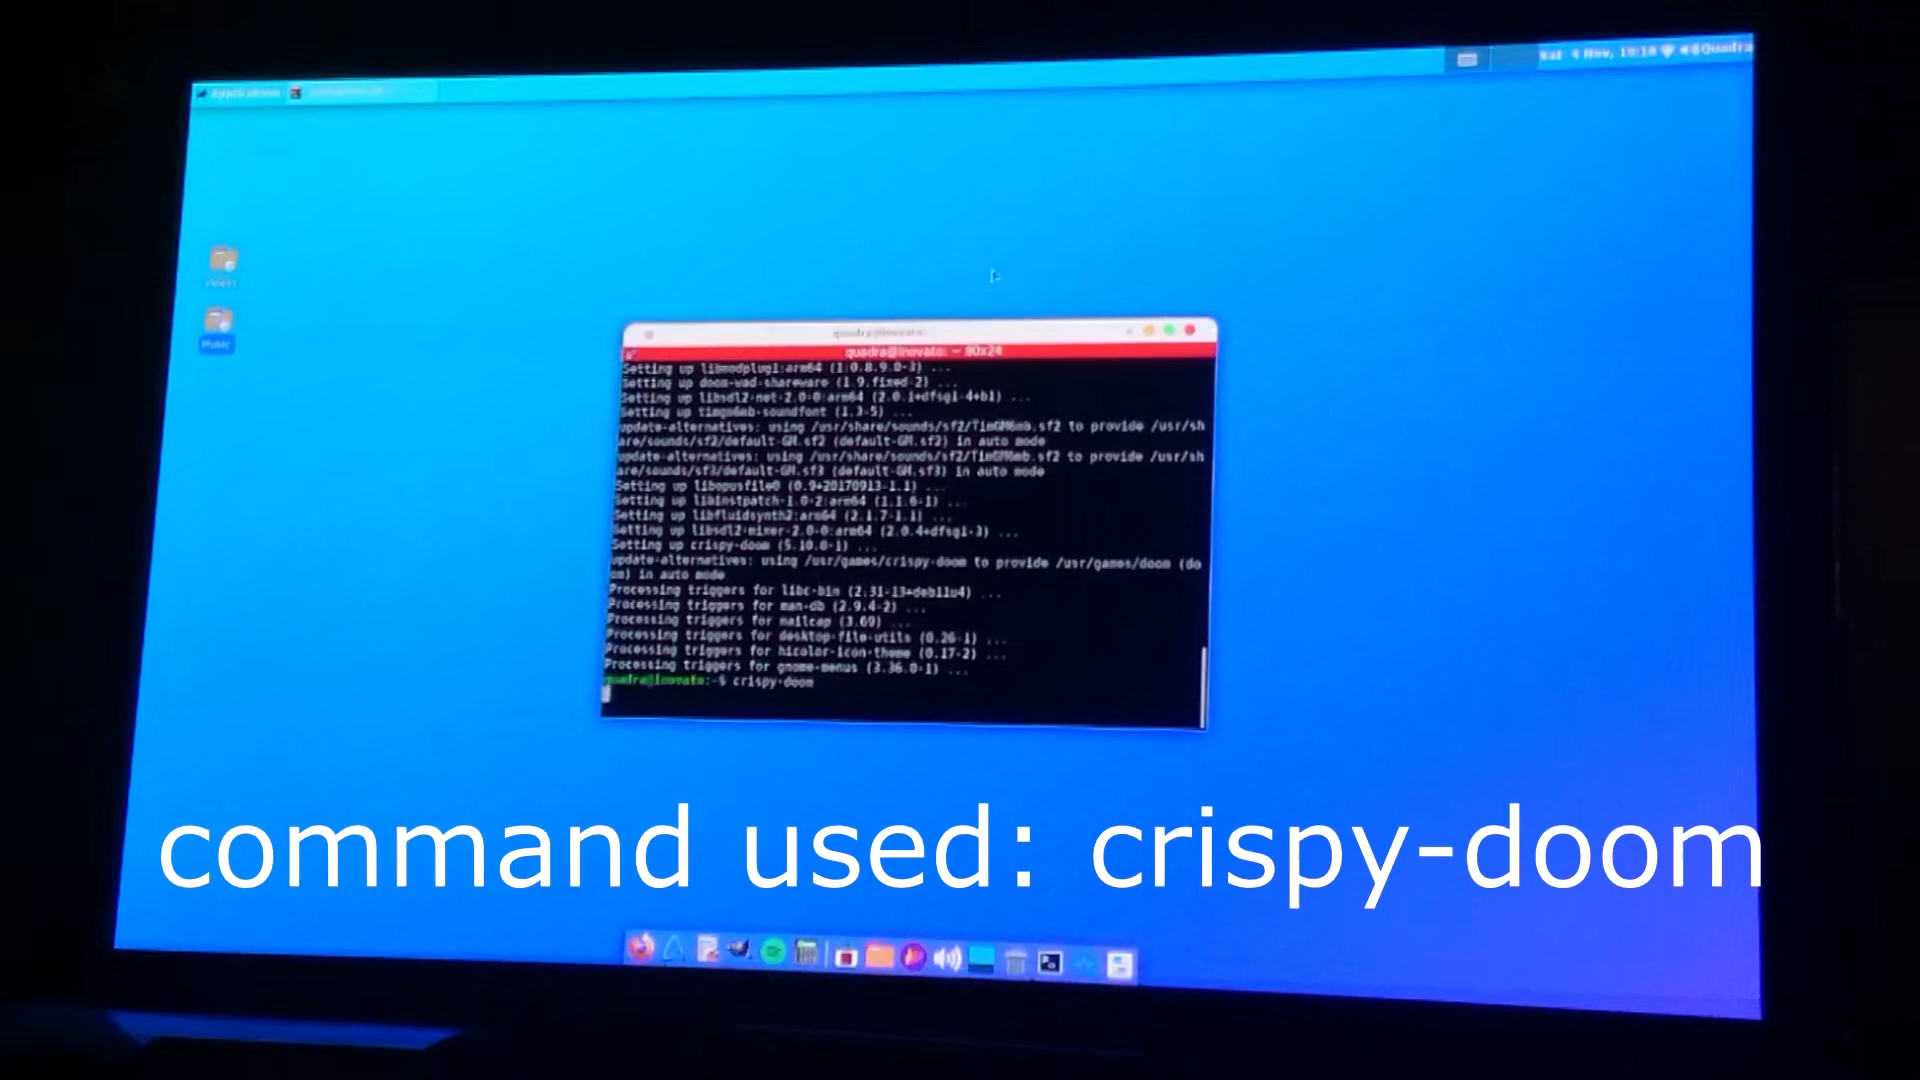 Applications
Sat 4 Nov, 19:18 Quadra
Music
quadra@inovato:
quadra@inovato: ~ 80x24
Setting up libmodplug1:arm64 (1:0.8.9.0-3) ...
Setting up doom-wad-shareware (1.9.fixed-2) ...
Setting up libsdl2-net-2.0-0:arm64 (2.0.1+dfsg1-4+b1) ...
Setting up timgm6mb-soundfont (1.3-5) ...
update-alternatives: using /usr/share/sounds/sf2/TimGM6mb.sf2 to provide /usr/sh
are/sounds/sf2/default-GM.sf2 (default-GM.sf2) in auto mode
update-alternatives: using /usr/share/sounds/sf2/TimGM6mb.sf2 to provide /usr/sh
are/sounds/sf3/default-GM.sf3 (default-GM.sf3) in auto mode
Setting up libopusfile0 (0.9+20170913-1.1) ...
Setting up libinstpatch-1.0-2:arm64 (1.1.6-1) ...
Setting up libfluidsynth2:arm64 (2.1.7-1.1) ...
Setting up libsdl2-mixer-2.0-0:arm64 (2.0.4+dfsg1-3) ...
Setting up crispy-doom (5.10.0-1) ...
update-alternatives: using /usr/games/crispy-doom to provide /usr/games/doom (do
om) in auto mode
Processing triggers for libc-bin (2.31-13+deb11u4) ...
Processing triggers for man-db (2.9.4-2) ...
Processing triggers for mailcap (3.69) ...
Processing triggers for desktop-file-utils (0.26-1) ...
Processing triggers for hicolor-icon-theme (0.17-2) ...
Processing triggers for gnome-menus (3.36.0-1) ...
quadra@inovato:~$ crispy-doom
command used: crispy-doom